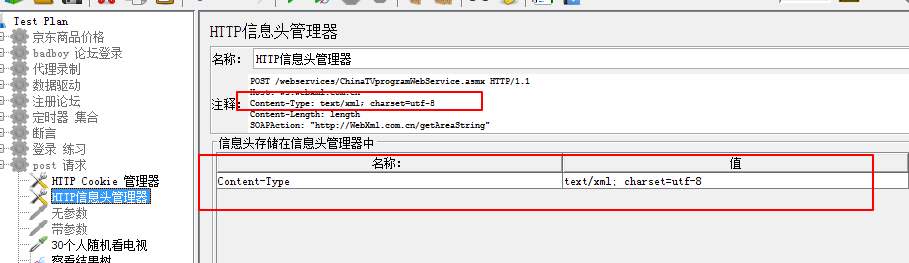 Test Plan
京东商品价格
badboy 论坛登录
代理录制
数据驱动
注册论坛
定时器 集合
断言
登录 练习
post 请求
HTTP Cookie 管理器
HTTP信息头管理器
无参数
带参数
30个人随机看电视
察看结果树
HTTP信息头管理器
名称: HTTP信息头管理器
注释:
POST /webservices/ChinaTVprogramWebService.asmx HTTP/1.1
Host: ws.webxml.com.cn
Content-Type: text/xml; charset=utf-8
Content-Length: length
SOAPAction: "http://WebXml.com.cn/getAreaString"
信息头存储在信息头管理器中
名称: 值
Content-Type text/xml; charset=utf-8